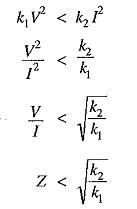 k₁V² < k₂I²
V²/I² < k₂/k₁
V/I < √(k₂/k₁)
Z < √(k₂/k₁)